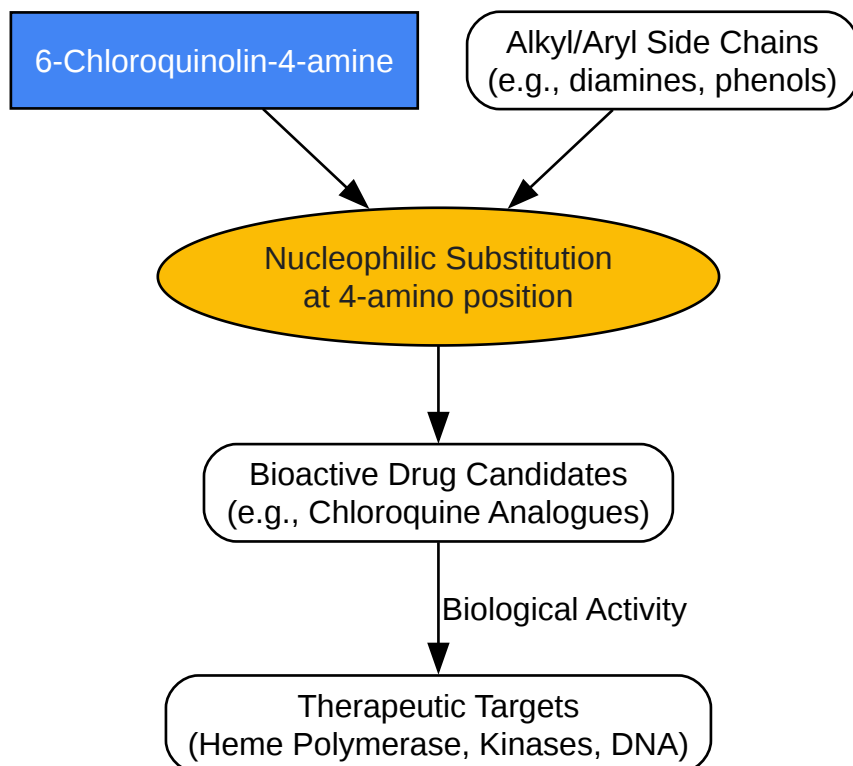 6-Chloroquinolin-4-amine
Alkyl/Aryl Side Chains
(e.g., diamines, phenols)
Nucleophilic Substitution
at 4-amino position
Bioactive Drug Candidates
(e.g., Chloroquine Analogues)
Biological Activity
Therapeutic Targets
(Heme Polymerase, Kinases, DNA)